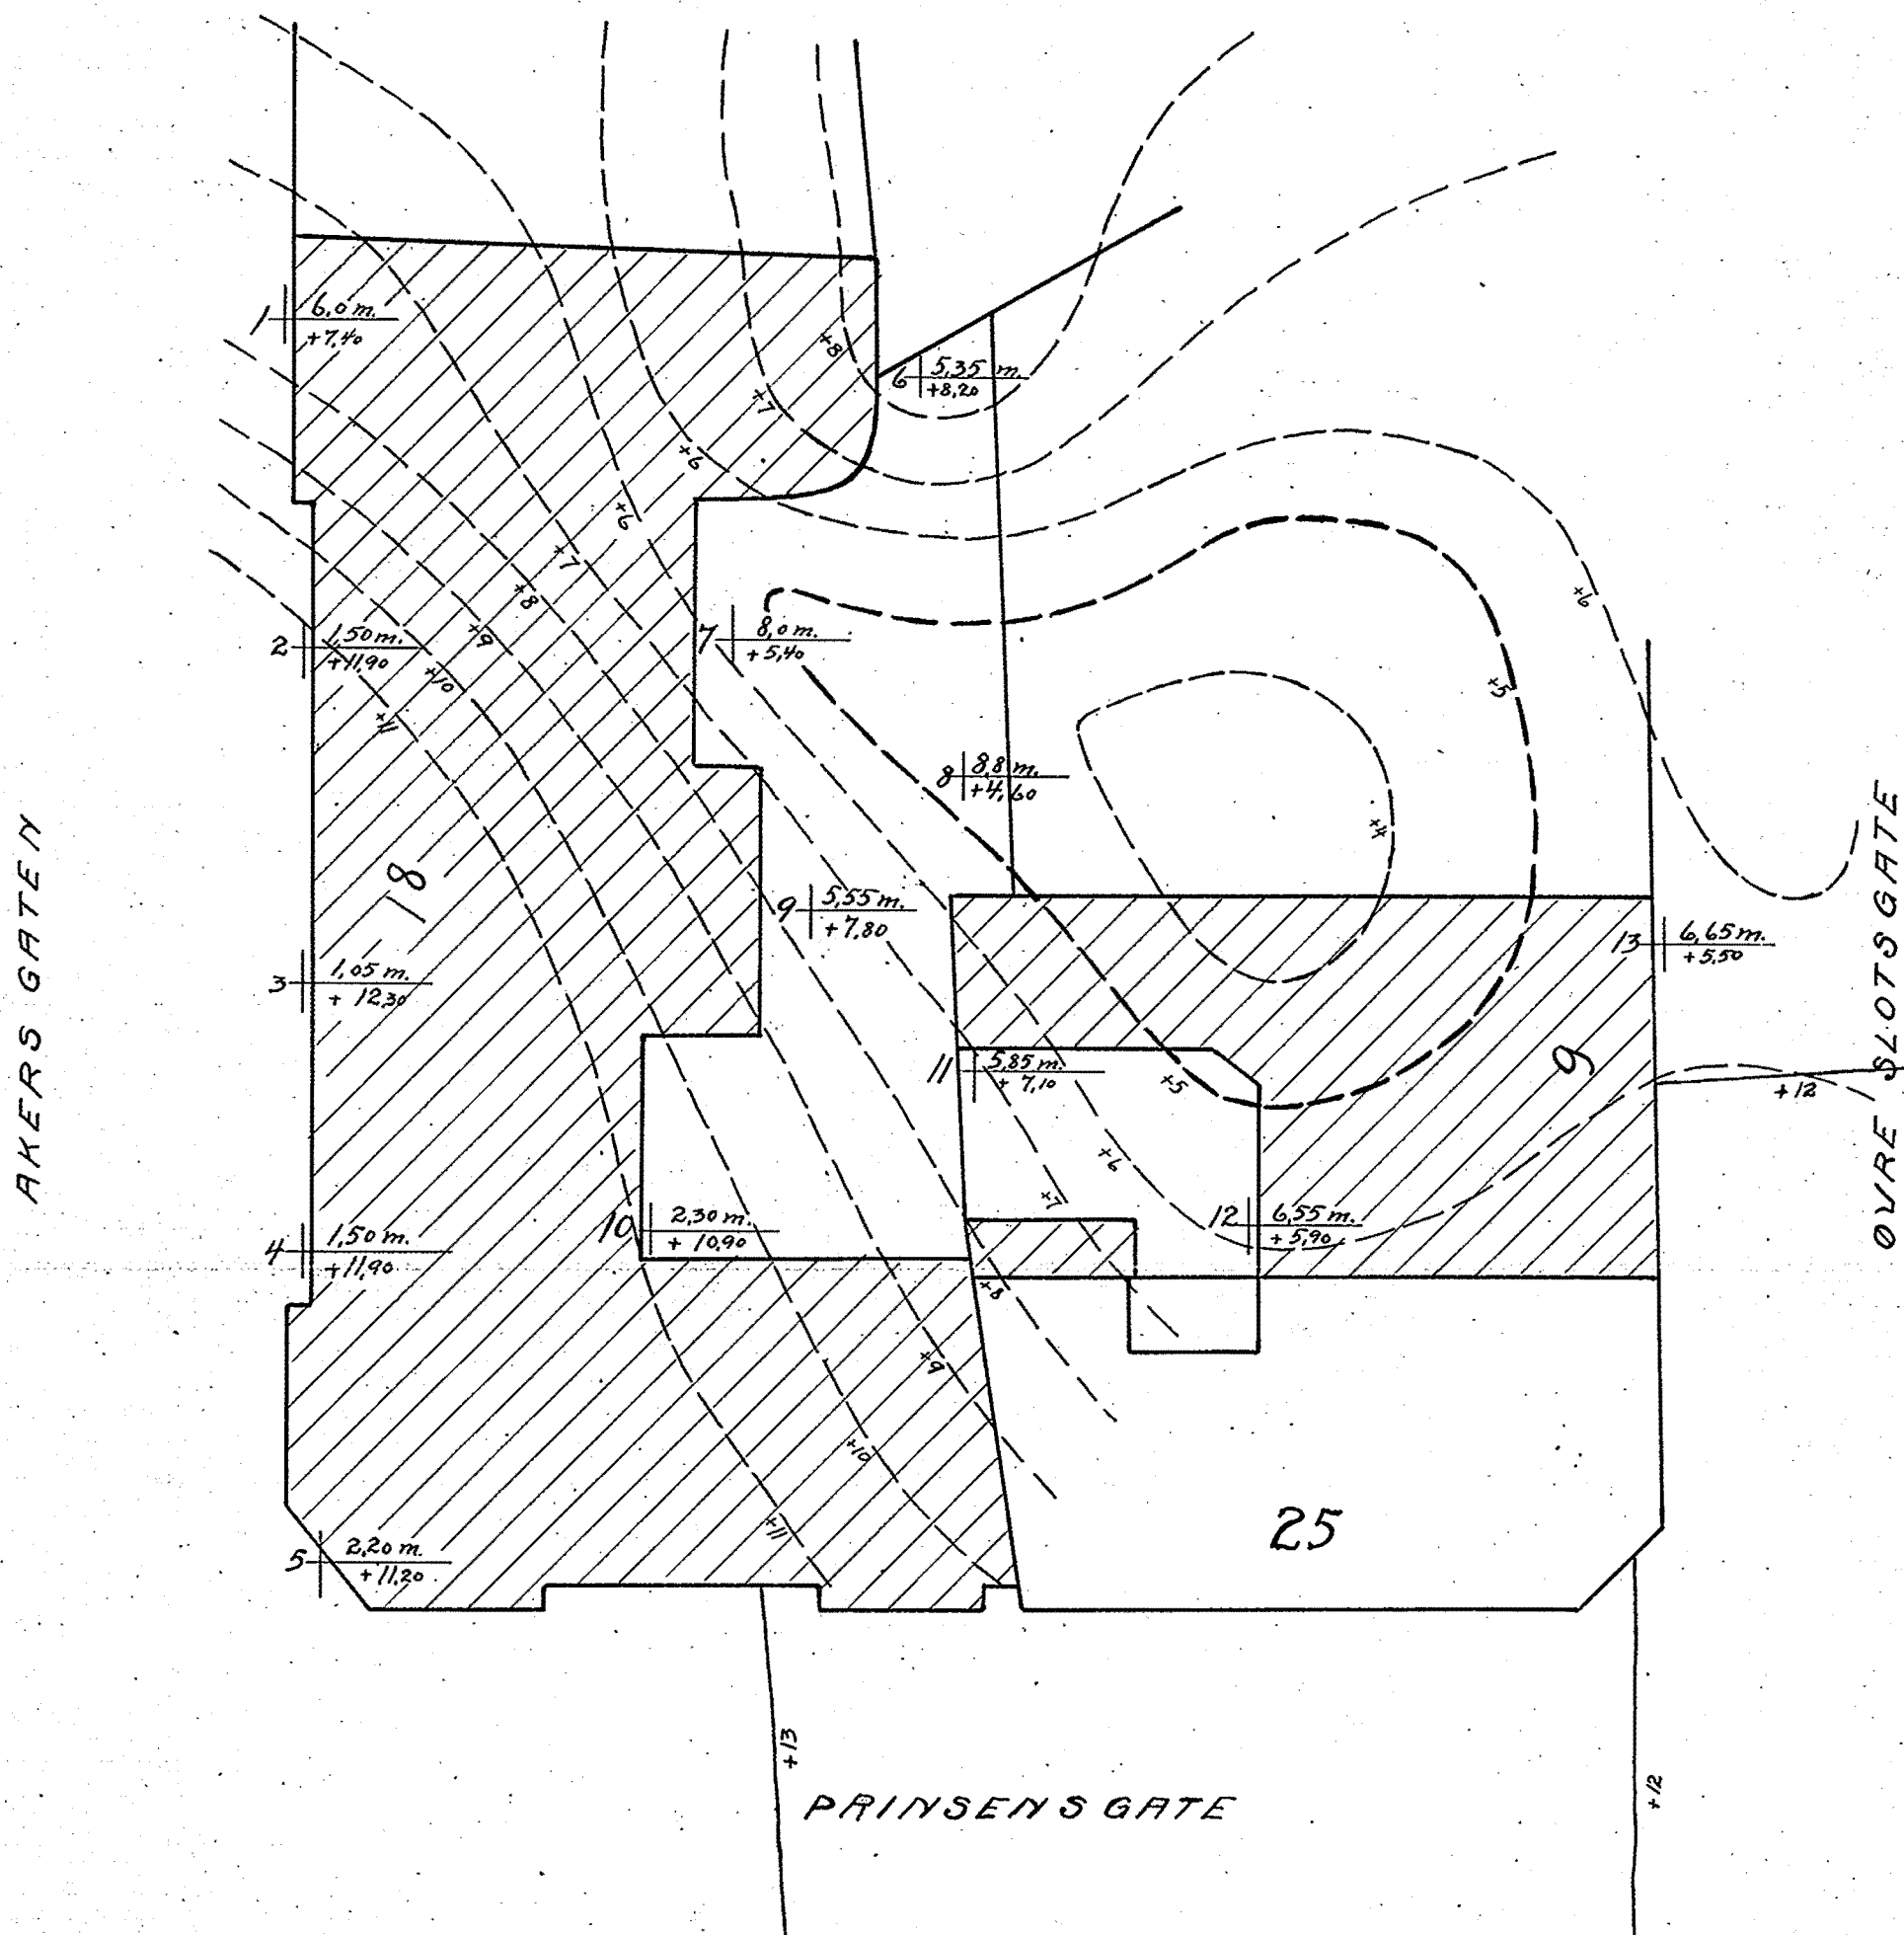 1 6,0 m.
+7,40
+8
6 5,35 m.
+8,20
+7
+6
+6
+7
+8
+9
+10
+11
2 1,50 m.
+11,90
7 8,0 m.
+5,40
+6
+5
8 8,8 m.
+4,60
+4
AKERS GATEN
18
9 5,55 m.
+7,80
3 1,05 m.
+ 12,30
13 6,65 m.
+5,50
ØVRE SLOTS GATE
9
11 5,85 m.
+ 7,10
+5
+12
+6
+7
10 2,30 m.
+ 10,90
12 6,55 m.
+ 5,90
4 1,50 m.
+11,90
+8
+9
+10
+11
25
5 2,20 m.
+ 11,20
+13
+12
PRINSENS GATE